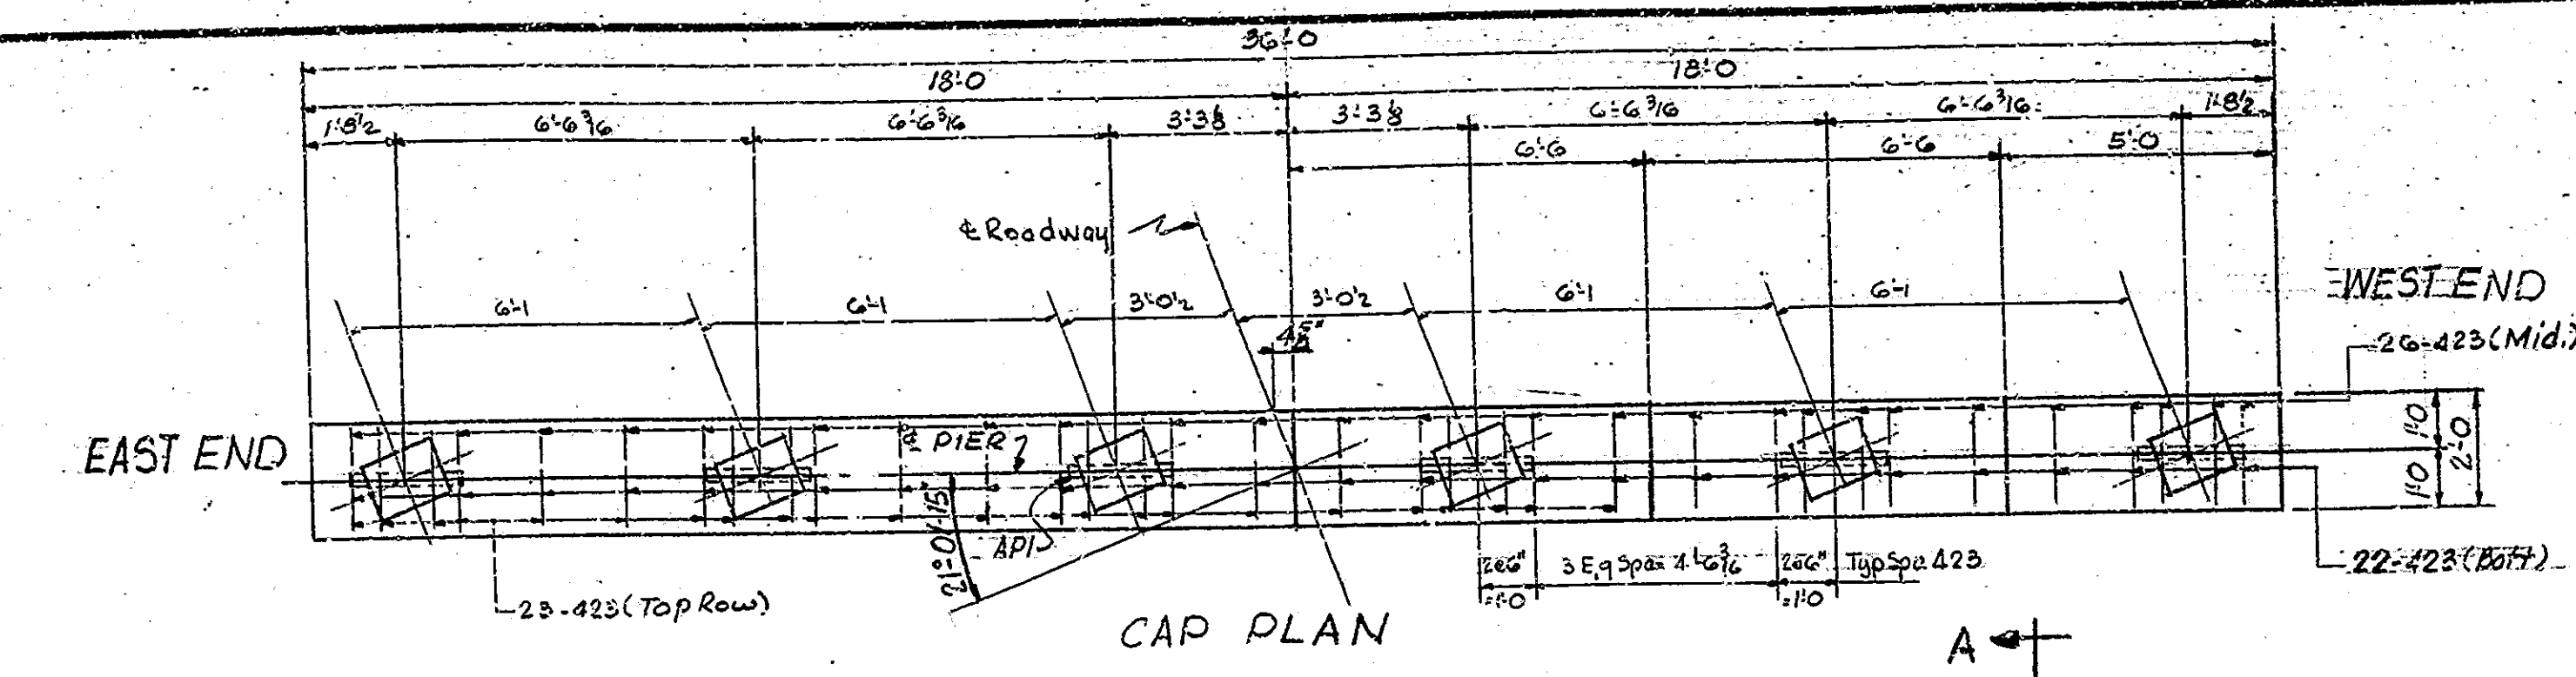 36'-0
18'-0 18'-0
1'-8½ 6'-6 3/16 6'-6 3/16 3'-3⅛ 3'-3⅛ 6'-6 3/16 6'-6 3/16 1'-8½
6'-6 6'-6 5'-0
℄ Roadway
6'-1 6'-1 3'-0½ 3'-0½ 6'-1 6'-1
4⅝"
WEST END
26-423 (Mid.)
EAST END
℄ PIER
1'-0 1'-0 2'-0
21°-01'-15"
AP1
2@6" =1'-0 3 Eq Spa= 4'-6 3/16 2@6" =1'-0 Typ Spa 423
22-423 (Bott)
23-423 (Top Row)
CAP PLAN
A